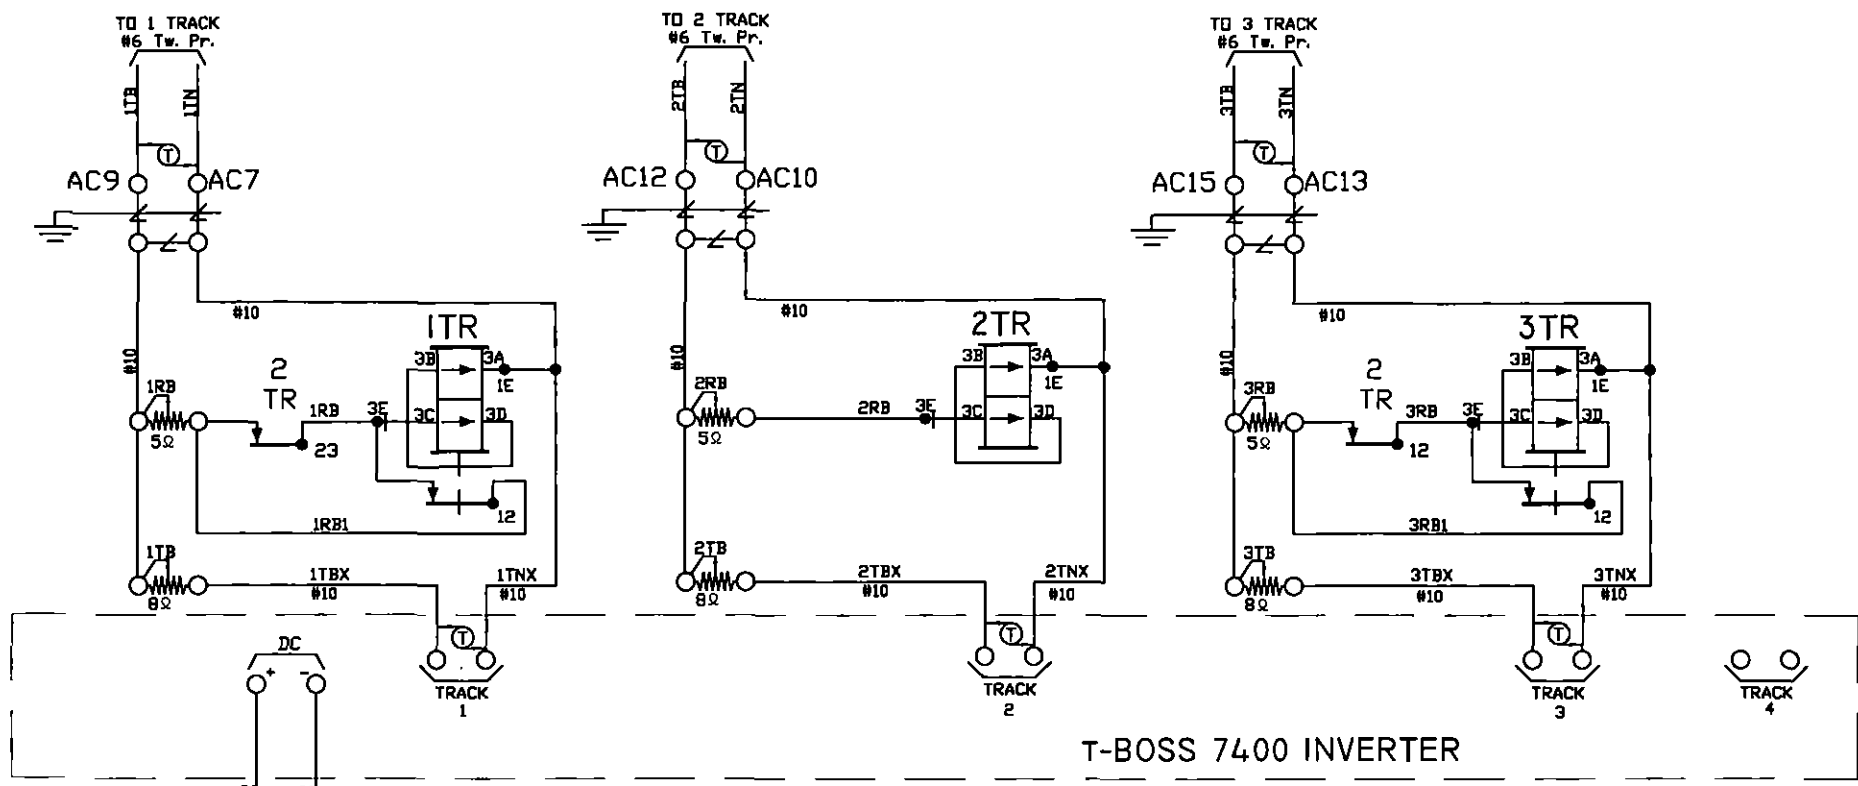 TO 1 TRACK
#6 Tw. Pr.
1TB
1TN
T
AC9
AC7
#10
#10
1TR
3B
3A
1E
2
TR
1RB
5Ω
1RB
23
3E
3C
3D
12
1RB1
1TB
8Ω
1TBX
#10
1TNX
#10
T
TRACK
1
TO 2 TRACK
#6 Tw. Pr.
2TB
2TN
T
AC12
AC10
#10
#10
2TR
3B
3A
1E
2RB
5Ω
2RB
3E
3C
3D
2TB
8Ω
2TBX
#10
2TNX
#10
T
TRACK
2
TO 3 TRACK
#6 Tw. Pr.
3TB
3TN
T
AC15
AC13
#10
#10
3TR
3B
3A
1E
2
TR
3RB
5Ω
3RB
12
3E
3C
3D
12
3RB1
3TB
8Ω
3TBX
#10
3TNX
#10
T
TRACK
3
TRACK
4
DC
+ -
T-BOSS 7400 INVERTER